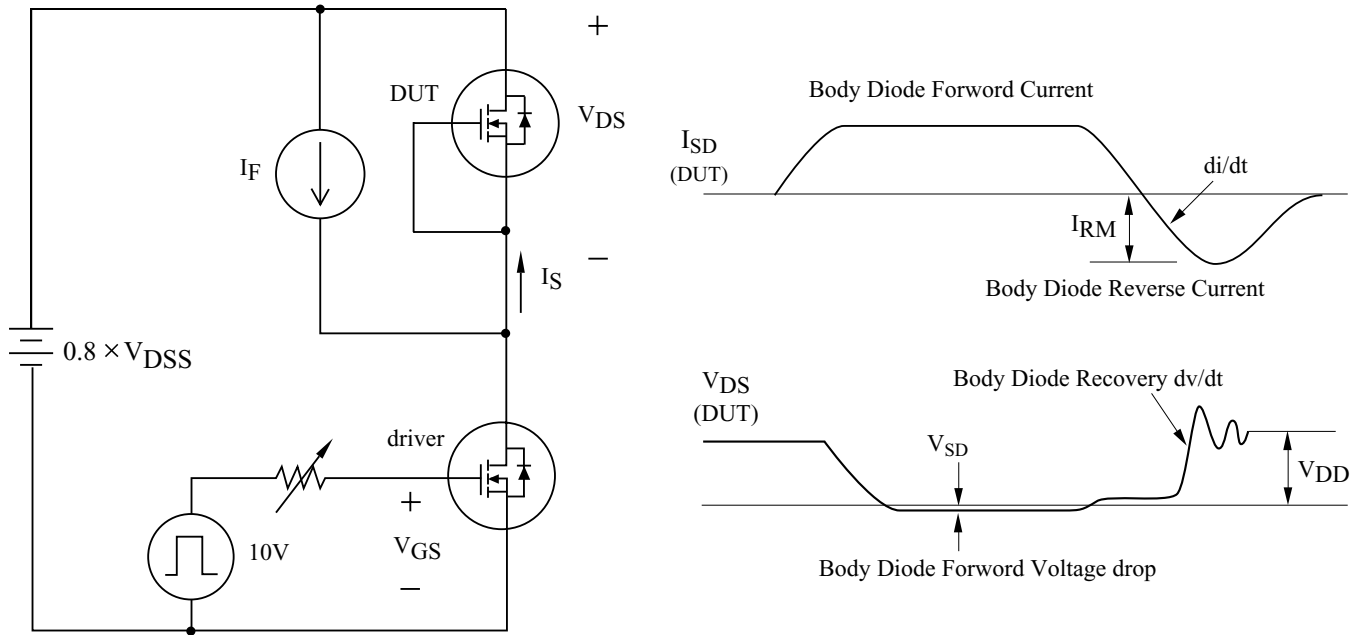 +
DUT
VDS
IF
IS
−
0.8 × VDSS
driver
+
VGS
−
10V
Body Diode Forword Current
ISD
(DUT)
di/dt
IRM
Body Diode Reverse Current
VDS
(DUT)
Body Diode Recovery dv/dt
VSD
VDD
Body Diode Forword Voltage drop